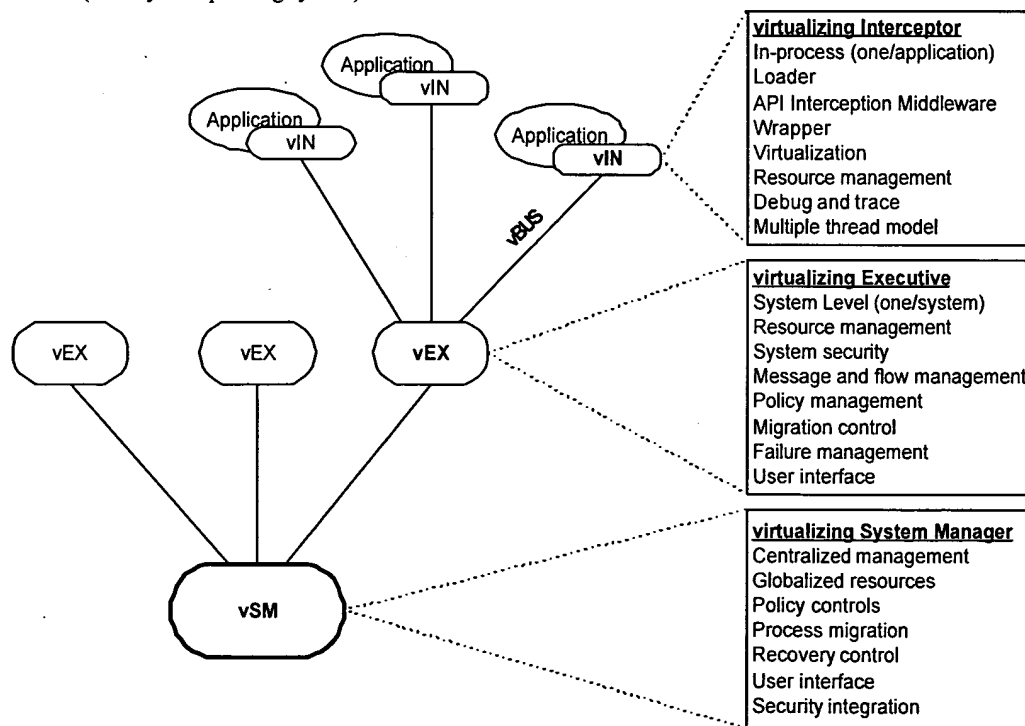 virtualizing Interceptor
In-process (one/application)
Loader
API Interception Middleware
Wrapper
Virtualization
Resource management
Debug and trace
Multiple thread model
Application
vIN
Application
vIN
Application
vIN
vBUS
virtualizing Executive
System Level (one/system)
Resource management
System security
Message and flow management
Policy management
Migration control
Failure management
User interface
vEX
vEX
vEX
virtualizing System Manager
Centralized management
Globalized resources
Policy controls
Process migration
Recovery control
User interface
Security integration
vSM